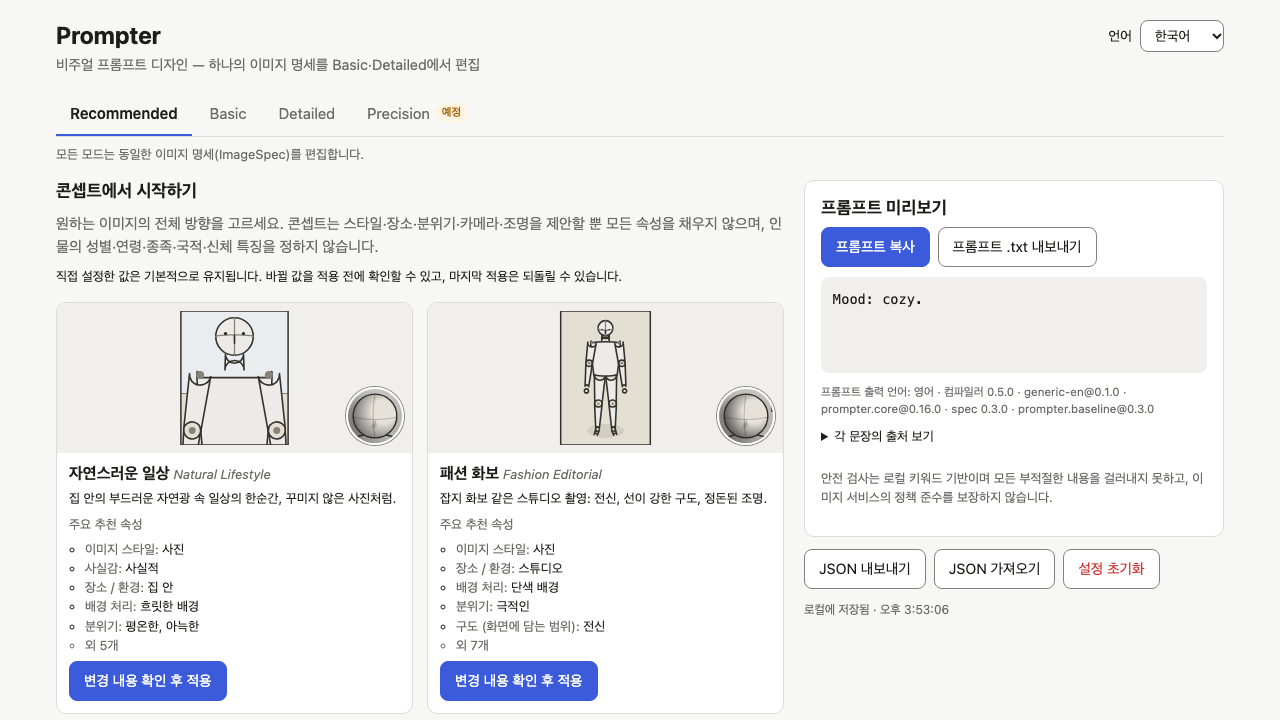 Prompter
비주얼 프롬프트 디자인 — 하나의 이미지 명세를 Basic·Detailed에서 편집
언어 한국어
Recommended Basic Detailed Precision 예정
모든 모드는 동일한 이미지 명세(ImageSpec)를 편집합니다.
콘셉트에서 시작하기
원하는 이미지의 전체 방향을 고르세요. 콘셉트는 스타일·장소·분위기·카메라·조명을 제안할 뿐 모든 속성을 채우지 않으며, 인
물의 성별·연령·종족·국적·신체 특징을 정하지 않습니다.
직접 설정한 값은 기본적으로 유지됩니다. 바뀔 값을 적용 전에 확인할 수 있고, 마지막 적용은 되돌릴 수 있습니다.
자연스러운 일상 Natural Lifestyle
집 안의 부드러운 자연광 속 일상의 한순간, 꾸미지 않은 사진처럼.
주요 추천 속성
이미지 스타일: 사진
사실감: 사실적
장소 / 환경: 집 안
배경 처리: 흐릿한 배경
분위기: 평온한, 아늑한
외 5개
변경 내용 확인 후 적용
패션 화보 Fashion Editorial
잡지 화보 같은 스튜디오 촬영: 전신, 선이 강한 구도, 정돈된 조명.
주요 추천 속성
이미지 스타일: 사진
장소 / 환경: 스튜디오
배경 처리: 단색 배경
분위기: 극적인
구도 (화면에 담는 범위): 전신
외 7개
변경 내용 확인 후 적용
프롬프트 미리보기
프롬프트 복사 프롬프트 .txt 내보내기
Mood: cozy.
프롬프트 출력 언어: 영어 · 컴파일러 0.5.0 · generic-en@0.1.0 ·
prompter.core@0.16.0 · spec 0.3.0 · prompter.baseline@0.3.0
각 문장의 출처 보기
안전 검사는 로컬 키워드 기반이며 모든 부적절한 내용을 걸러내지 못하고, 이
미지 서비스의 정책 준수를 보장하지 않습니다.
JSON 내보내기 JSON 가져오기 설정 초기화
로컬에 저장됨 · 오후 3:53:06